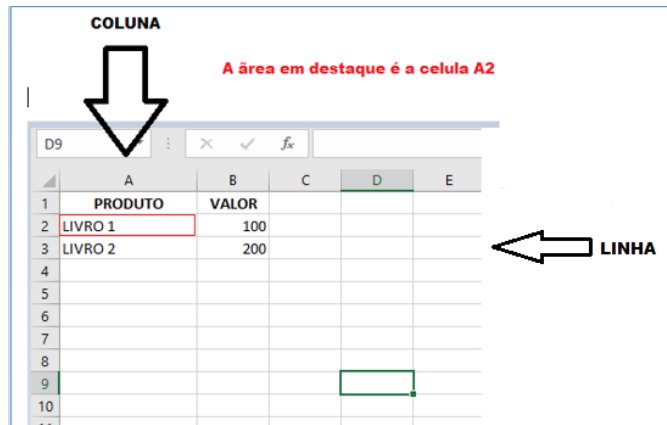 COLUNA
A ärea em destaque é a celula A2
D9 fx
A B C D E
1 PRODUTO VALOR
2 LIVRO 1 100
3 LIVRO 2 200
LINHA
4
5
6
7
8
9
10